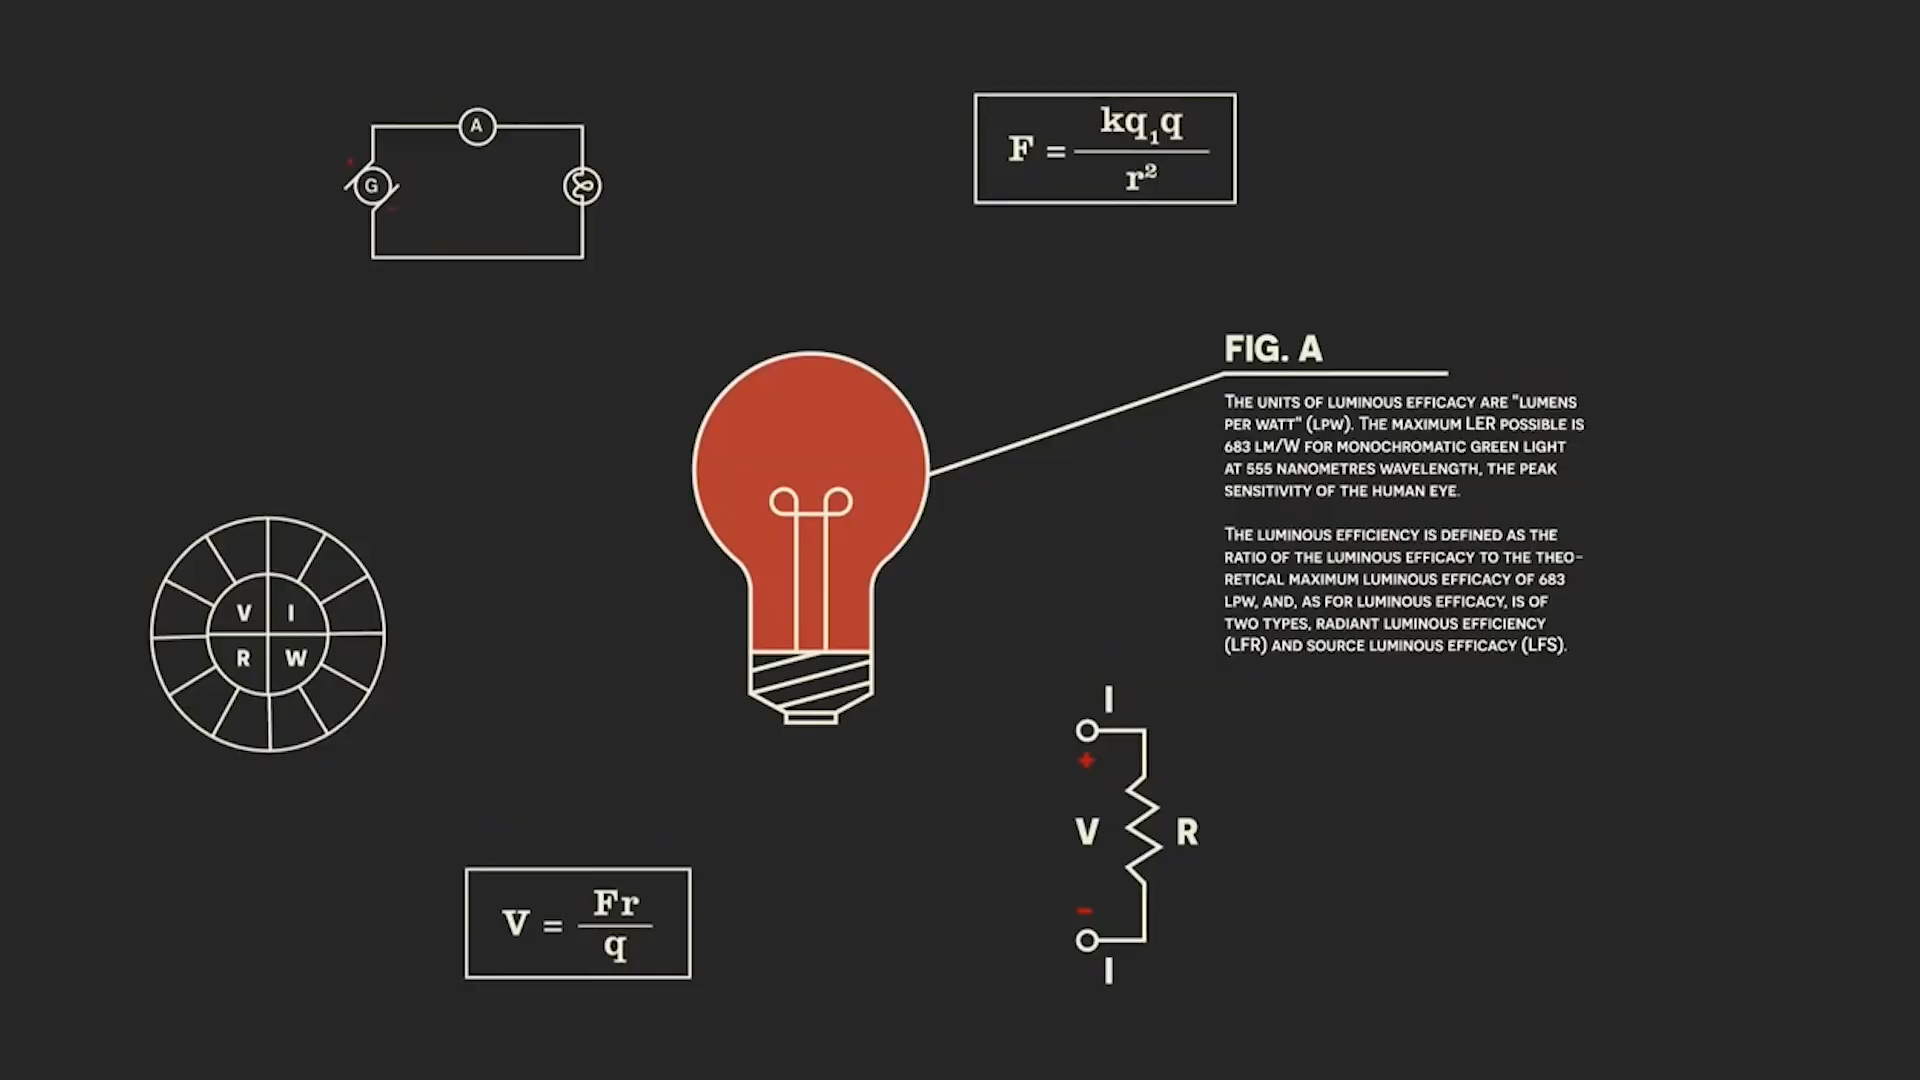 A
G
F = kq₁q / r²
FIG. A
THE UNITS OF LUMINOUS EFFICACY ARE "LUMENS
PER WATT" (LPW). THE MAXIMUM LER POSSIBLE IS
683 LM/W FOR MONOCHROMATIC GREEN LIGHT
AT 555 NANOMETRES WAVELENGTH, THE PEAK
SENSITIVITY OF THE HUMAN EYE.
THE LUMINOUS EFFICIENCY IS DEFINED AS THE
RATIO OF THE LUMINOUS EFFICACY TO THE THEO-
RETICAL MAXIMUM LUMINOUS EFFICACY OF 683
LPW, AND, AS FOR LUMINOUS EFFICACY, IS OF
TWO TYPES, RADIANT LUMINOUS EFFICIENCY
(LFR) AND SOURCE LUMINOUS EFFICACY (LFS).
V I
R W
I
+
V R
-
I
V = Fr / q